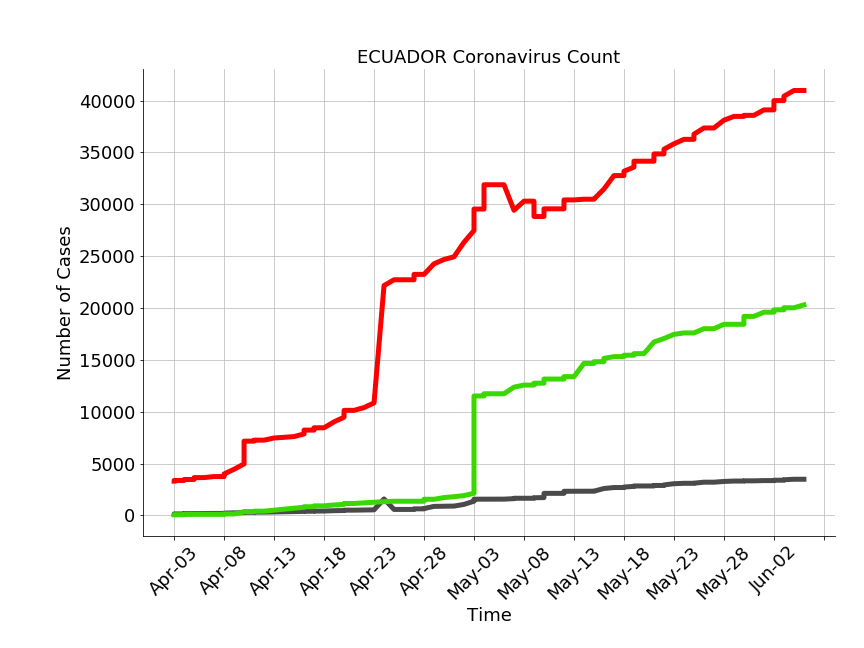 ECUADOR Coronavirus Count
40000
35000
30000
25000
20000
15000
10000
5000
0
Number of Cases
Apr-03
Apr-08
Apr-13
Apr-18
Apr-23
Apr-28
May-03
May-08
May-13
May-18
May-23
May-28
Jun-02
Time